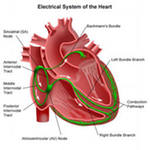 Electrical System of the Heart
Bachmann's Bundle
Sinoatrial (SA)
Node
Left Bundle Branch
Anterior
Internodal
Tract
Middle
Internodal
Tract
Posterior
Internodal
Tract
Conduction
Pathways
Right Bundle Branch
Atrioventricular (AV) Node